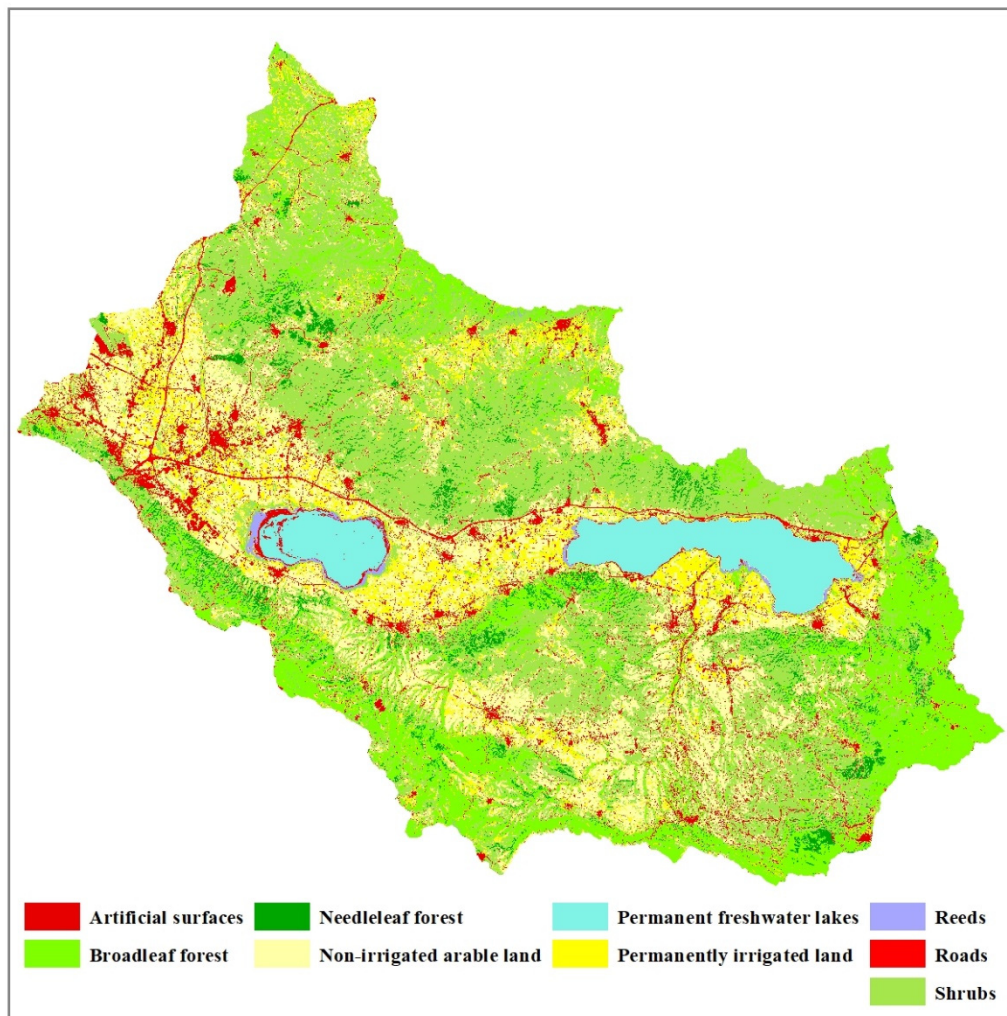 Artificial surfaces
Needleleaf forest
Permanent freshwater lakes
Reeds
Broadleaf forest
Non-irrigated arable land
Permanently irrigated land
Roads
Shrubs